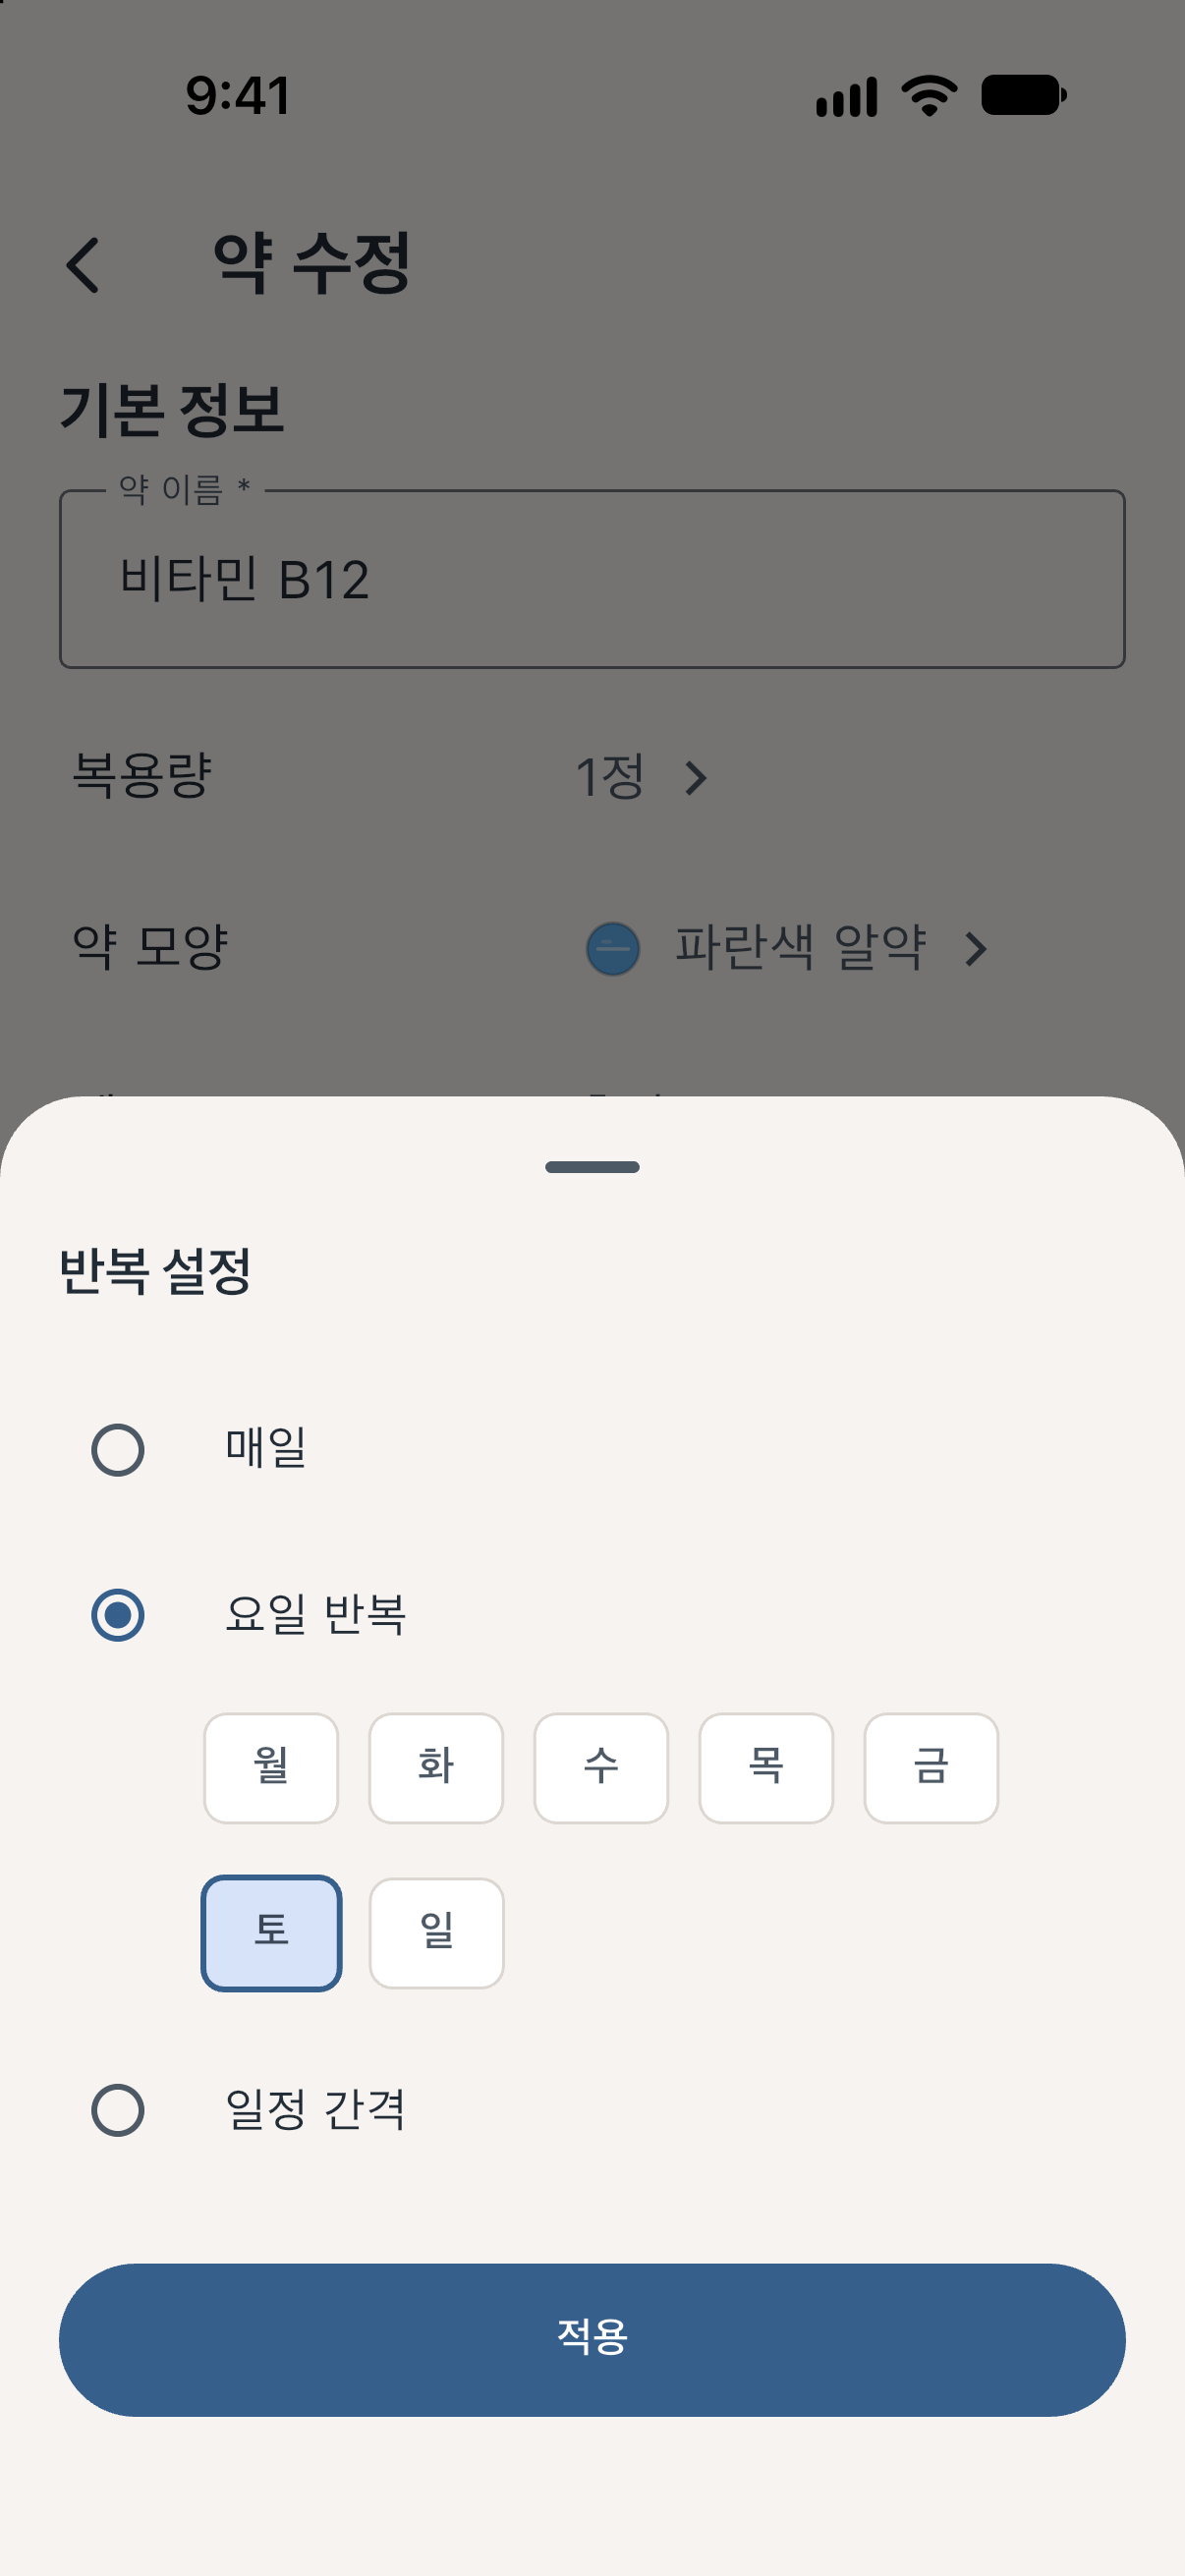 9:41
약 수정
기본 정보
약 이름 *
비타민 B12
복용량 1정
약 모양 파란색 알약
반복 설정
매일
요일 반복
월 화 수 목 금
토 일
일정 간격
적용